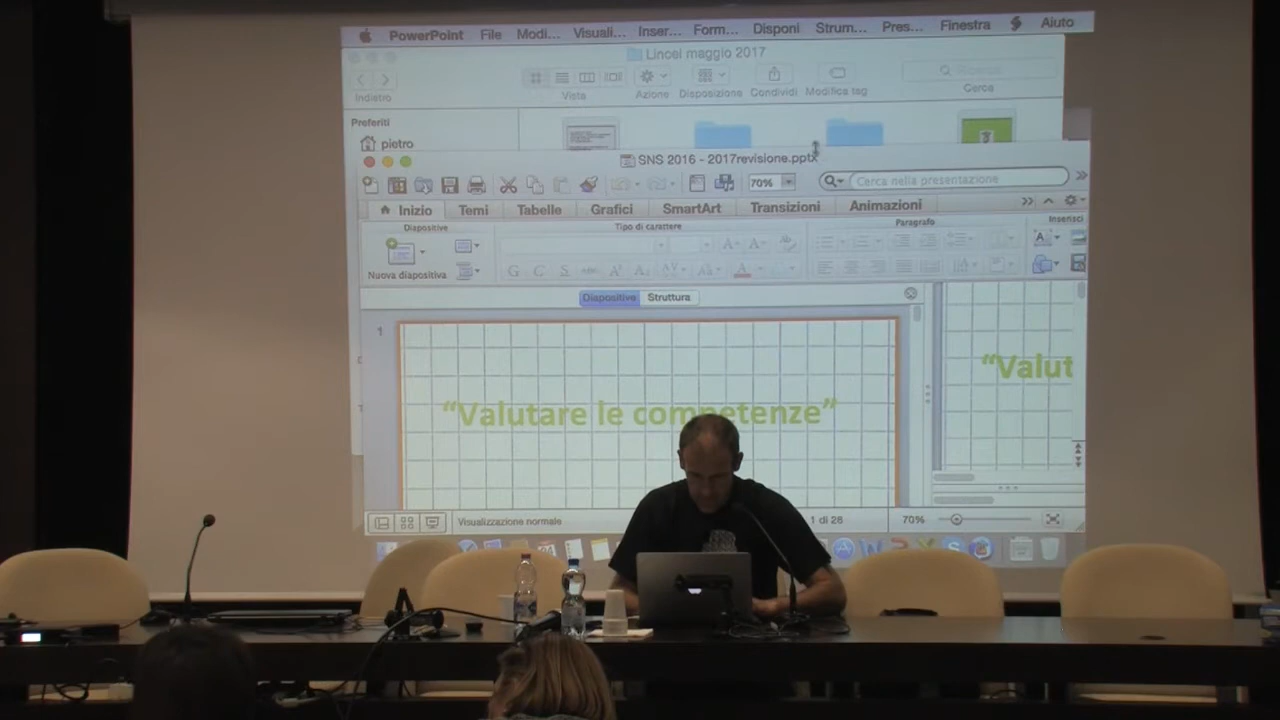 PowerPoint File Modi... Visuali... Inser... Form... Disponi Strum... Pres... Finestra Aiuto
Lincei maggio 2017
Indietro Vista Azione Disposizione Condividi Modifica tag Cerca
Preferiti
pietro
SNS 2016 - 2017revisione.pptx
70% Cerca nella presentazione
Inizio Temi Tabelle Grafici SmartArt Transizioni Animazioni
Diapositive Tipo di carattere Paragrafo Inserisci
Nuova diapositiva
G C S
Diapositive Struttura
1
“Valutare le competenze”
“Valut
Visualizzazione normale 1 di 28 70%